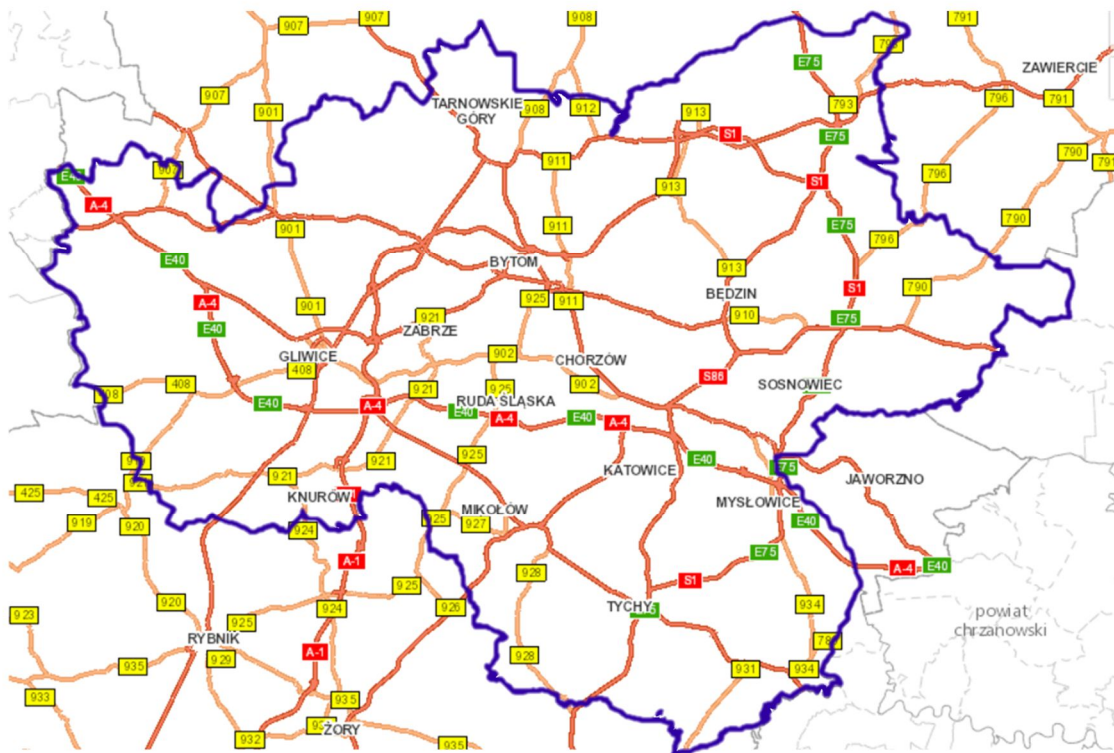 907
907
908
791
793
E75
ZAWIERCIE
907
796
791
TARNOWSKIE
GÓRY
908
912
793
901
913
S1
E75
790
911
907
796
A-4
913
S1
901
911
E75
790
796
E40
BYTOM
913
S1
A-4
BĘDZIN
925
911
790
901
921
910
E75
E40
ZABRZE
GLIWICE
902
CHORZÓW
408
S86
408
902
SOSNOWIEC
921
E40
A-4
RUDA ŚLĄSKA
E40
A-4
E40
925
921
KATOWICE
E40
E75
921
JAWORZNO
425
425
KNURÓW
MIKOŁÓW
MYSŁOWICE
919
920
924
925
927
E40
E75
A-1
A-4
E40
928
S1
925
920
924
926
TYCHY
934
923
925
powiat
chrzanowski
RYBNIK
929
A-1
928
935
931
934
933
935
ŻORY
932
935